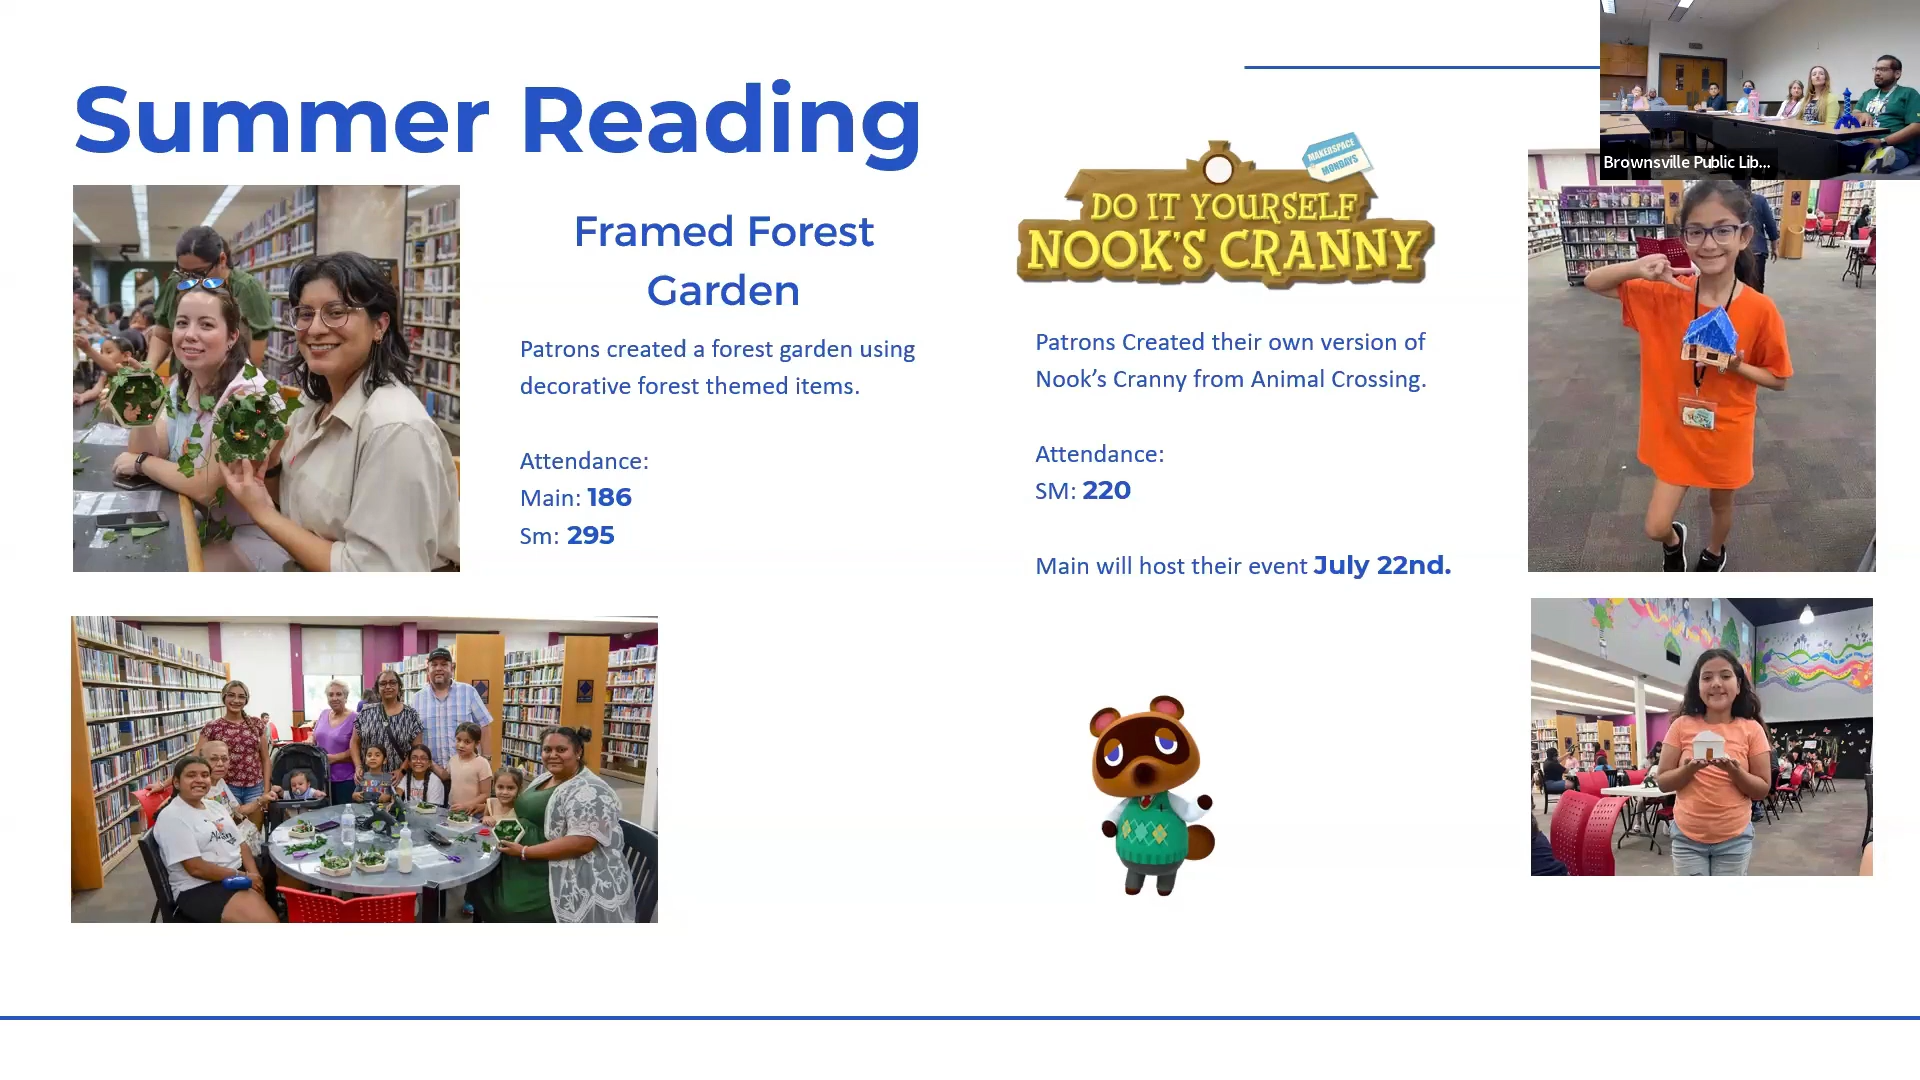 Summer Reading
Framed Forest
Garden
Patrons created a forest garden using
decorative forest themed items.
Attendance:
Main: 186
Sm: 295
MAKERSPACE
MONDAYS
DO IT YOURSELF
NOOK'S CRANNY
Patrons Created their own version of
Nook’s Cranny from Animal Crossing.
Attendance:
SM: 220
Main will host their event July 22nd.
Brownsville Public Lib...